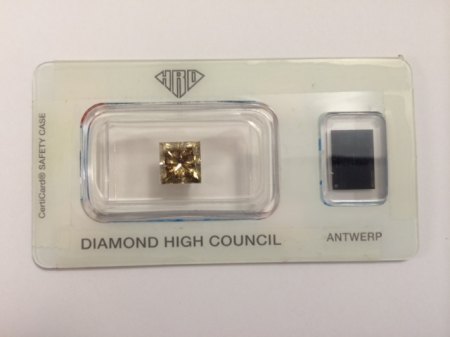 HRD
CertiCard® SAFETY CASE
DIAMOND HIGH COUNCIL
ANTWERP